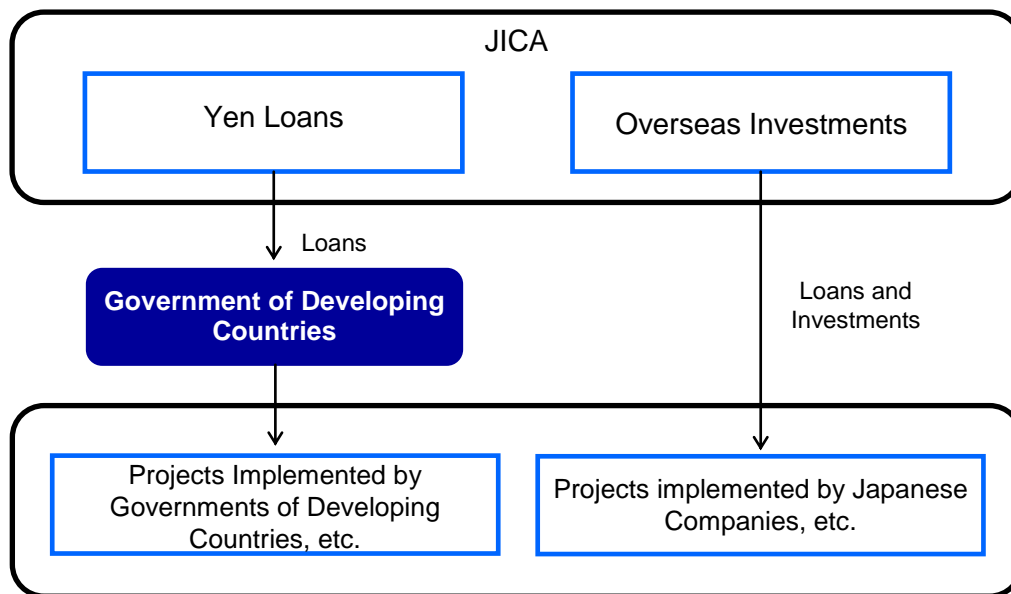 JICA
Yen Loans
Overseas Investments
Loans
Government of Developing
Countries
Loans and
Investments
Projects Implemented by
Governments of Developing
Countries, etc.
Projects implemented by Japanese
Companies, etc.